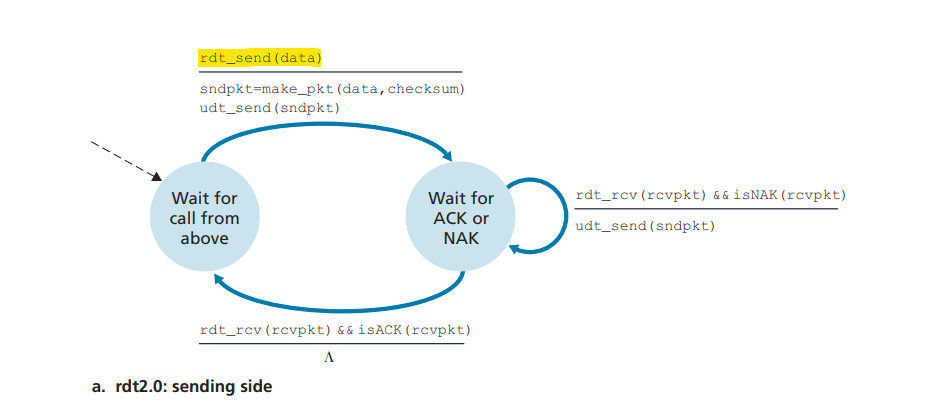 rdt_send(data)
sndpkt=make_pkt(data,checksum)
udt_send(sndpkt)
Wait for
call from
above
Wait for
ACK or
NAK
rdt_rcv(rcvpkt) && isNAK(rcvpkt)
udt_send(sndpkt)
rdt_rcv(rcvpkt) && isACK(rcvpkt)
Λ
a. rdt2.0: sending side